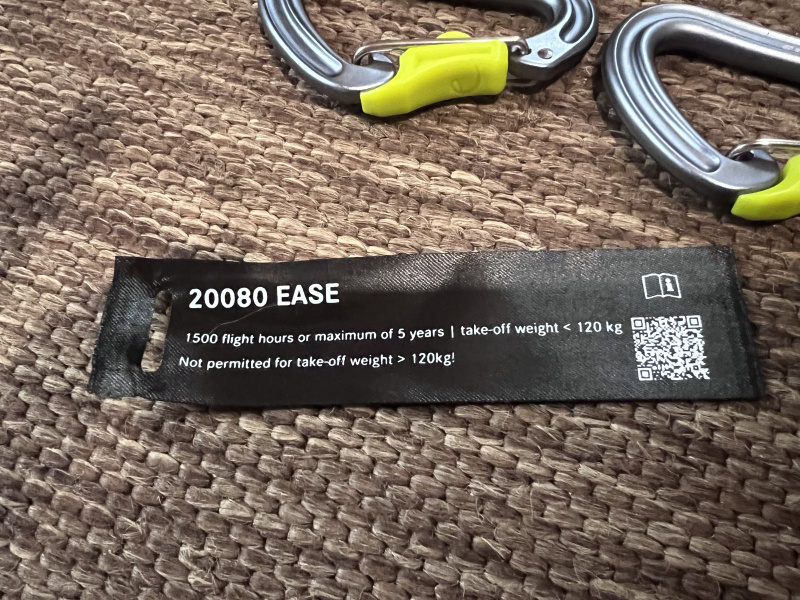 20080 EASE
1500 flight hours or maximum of 5 years | take-off weight < 120 kg
Not permitted for take-off weight > 120kg!